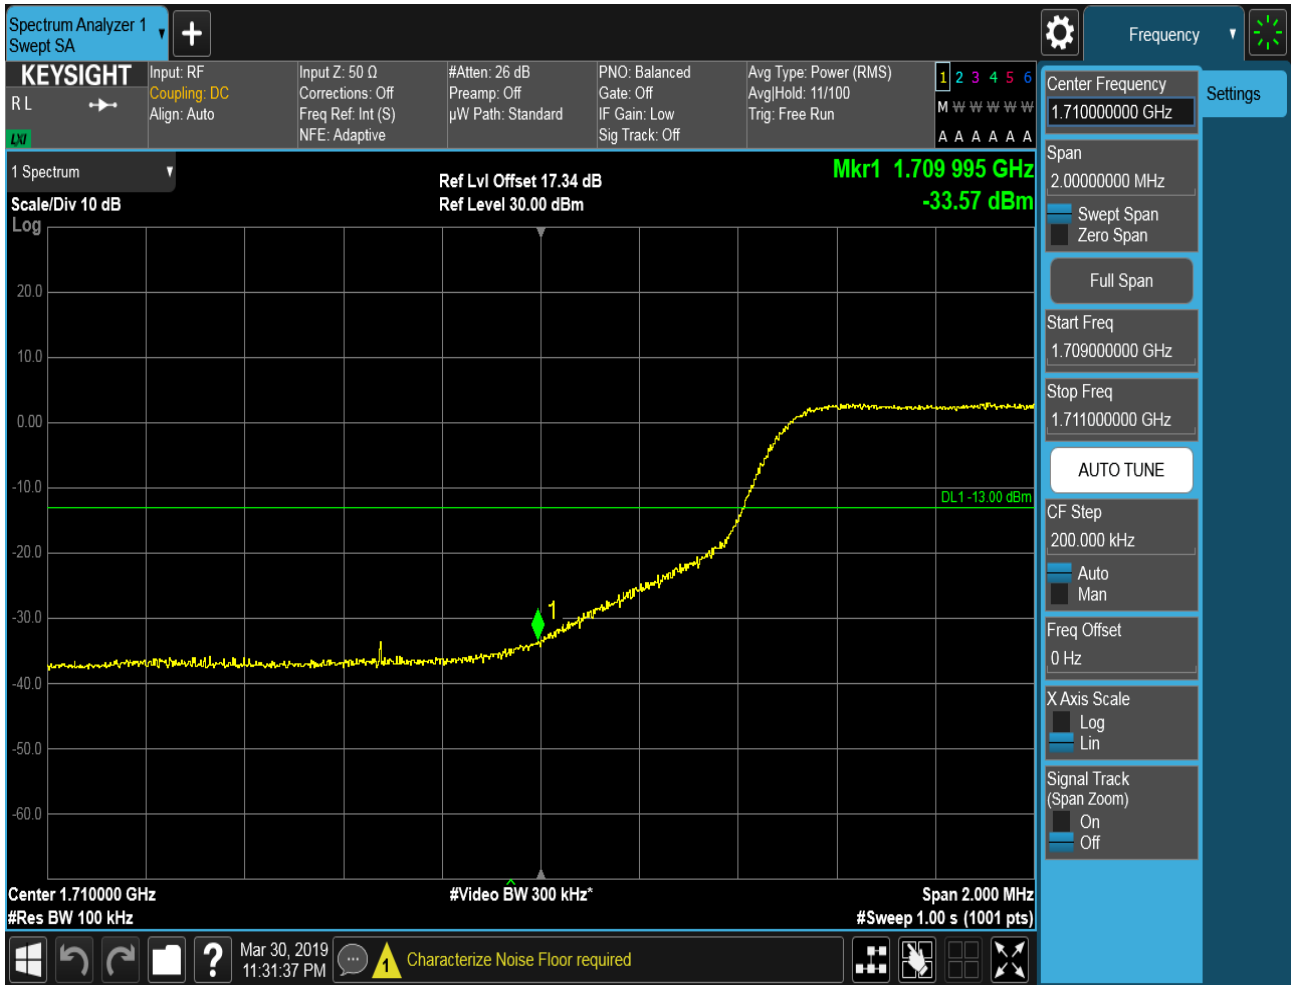 Spectrum Analyzer 1
Swept SA
Frequency
KEYSIGHT
R L
LXI
Input: RF
Coupling: DC
Align: Auto
Input Z: 50 Ω
Corrections: Off
Freq Ref: Int (S)
NFE: Adaptive
#Atten: 26 dB
Preamp: Off
µW Path: Standard
PNO: Balanced
Gate: Off
IF Gain: Low
Sig Track: Off
Avg Type: Power (RMS)
Avg|Hold: 11/100
Trig: Free Run
1 2 3 4 5 6
M W W W W W
A A A A A A
1 Spectrum
Scale/Div 10 dB
Log
Ref Lvl Offset 17.34 dB
Ref Level 30.00 dBm
Mkr1 1.709 995 GHz
-33.57 dBm
20.0
10.0
0.00
-10.0
-20.0
-30.0
-40.0
-50.0
-60.0
DL1 -13.00 dBm
1
Center 1.710000 GHz
#Res BW 100 kHz
#Video BW 300 kHz*
Span 2.000 MHz
#Sweep 1.00 s (1001 pts)
Center Frequency
1.710000000 GHz
Settings
Span
2.00000000 MHz
Swept Span
Zero Span
Full Span
Start Freq
1.709000000 GHz
Stop Freq
1.711000000 GHz
AUTO TUNE
CF Step
200.000 kHz
Auto
Man
Freq Offset
0 Hz
X Axis Scale
Log
Lin
Signal Track
(Span Zoom)
On
Off
?
Mar 30, 2019
11:31:37 PM
1
Characterize Noise Floor required